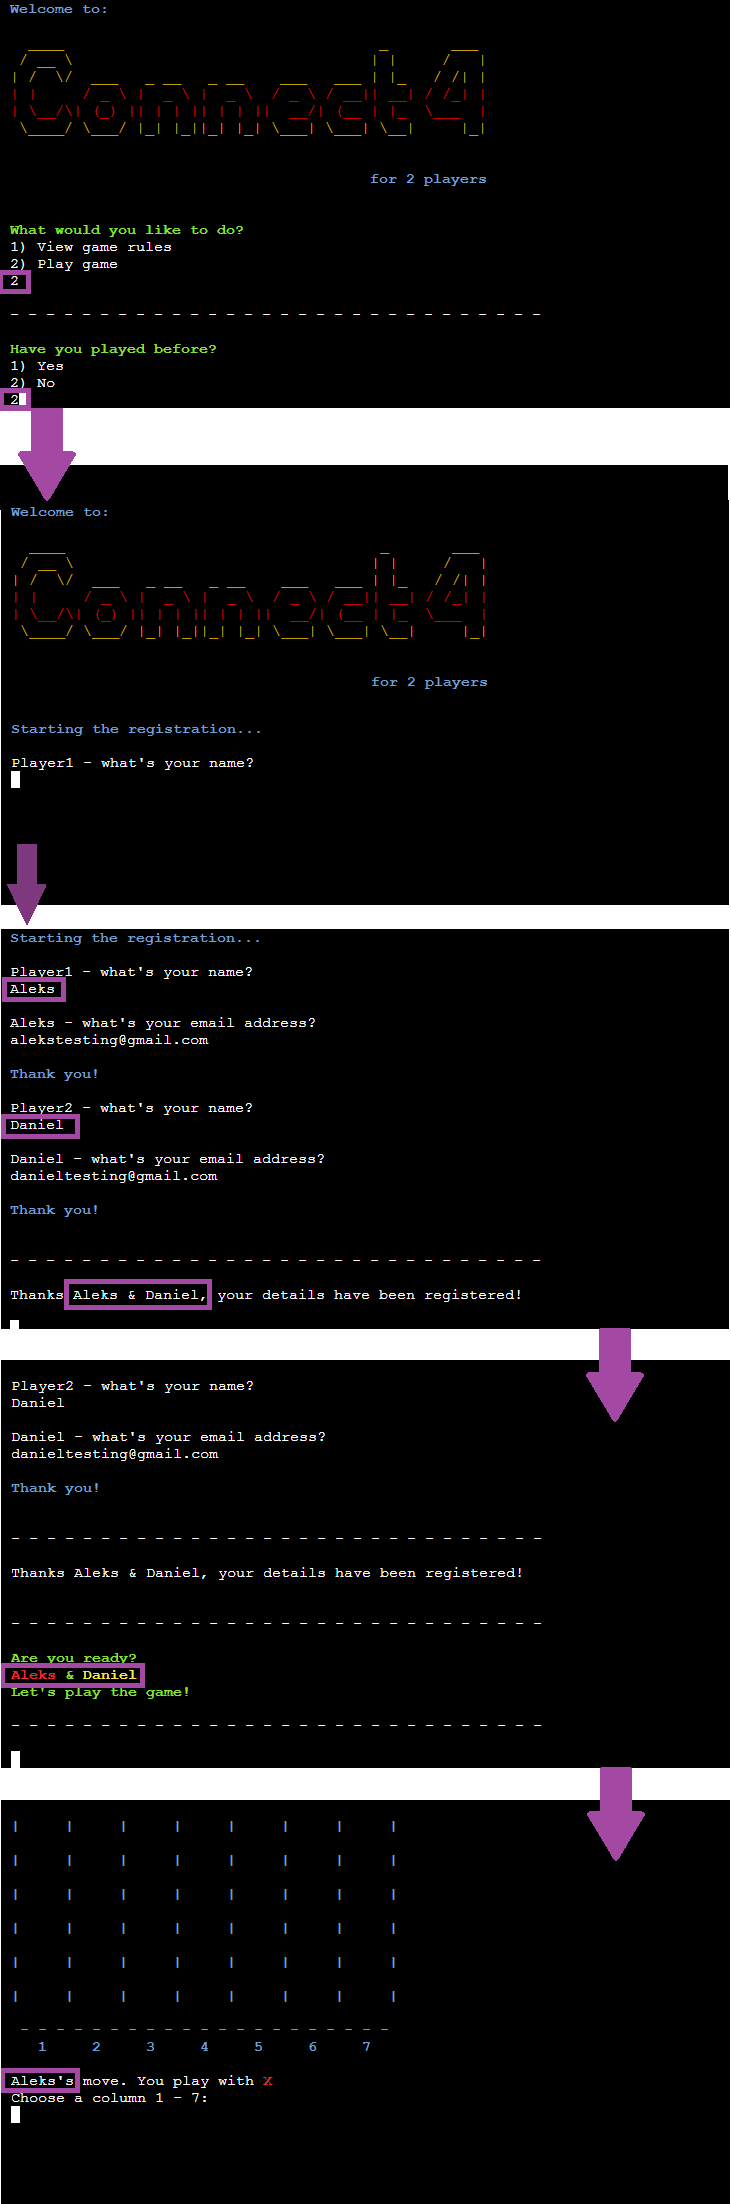 Welcome to:
Connect 4
for 2 players
What would you like to do?
1) View game rules
2) Play game
2
- - - - - - - - - - - - - - - - - - - - - - - - - - - - - -
Have you played before?
1) Yes
2) No
2
Welcome to:
Connect 4
for 2 players
Starting the registration...
Player1 - what's your name?
Starting the registration...
Player1 - what's your name?
Aleks
Aleks - what's your email address?
alekstesting@gmail.com
Thank you!
Player2 - what's your name?
Daniel
Daniel - what's your email address?
danieltesting@gmail.com
Thank you!
- - - - - - - - - - - - - - - - - - - - - - - - - - - - - -
Thanks Aleks & Daniel, your details have been registered!
Player2 - what's your name?
Daniel
Daniel - what's your email address?
danieltesting@gmail.com
Thank you!
- - - - - - - - - - - - - - - - - - - - - - - - - - - - - -
Thanks Aleks & Daniel, your details have been registered!
- - - - - - - - - - - - - - - - - - - - - - - - - - - - - -
Are you ready?
Aleks & Daniel
Let's play the game!
- - - - - - - - - - - - - - - - - - - - - - - - - - - - - -
| | | | | | | |
| | | | | | | |
| | | | | | | |
| | | | | | | |
| | | | | | | |
| | | | | | | |
- - - - - - - - - - - - - - - - - - - - -
1 2 3 4 5 6 7
Aleks's move. You play with X
Choose a column 1 - 7: